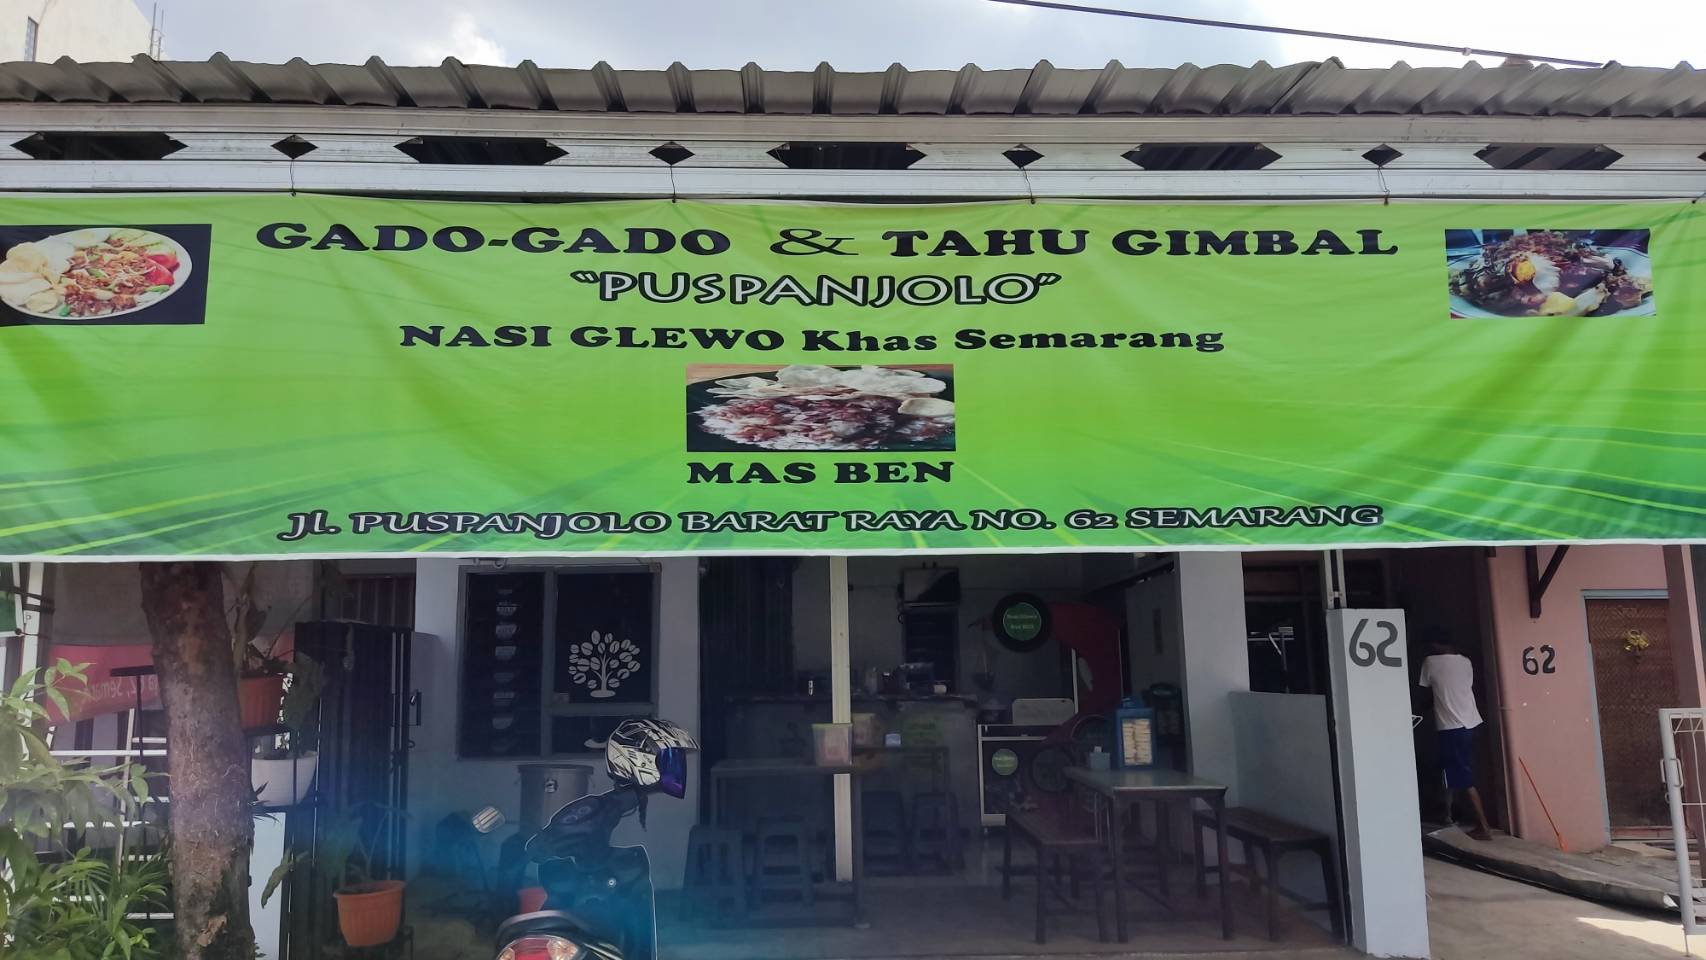 GADO-GADO & TAHU GIMBAL
"PUSPANJOLO"
NASI GLEWO Khas Semarang
MAS BEN
Jl. PUSPANJOLO BARAT RAYA NO. 62 SEMARANG
62
62